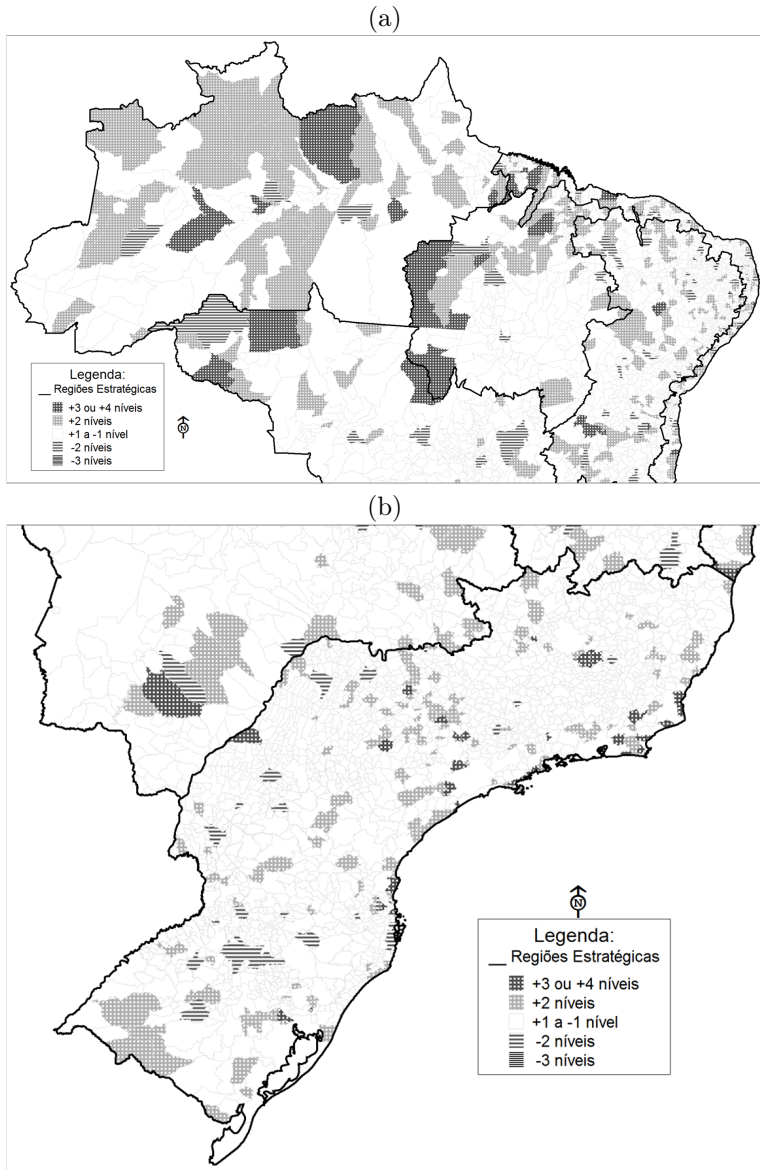 (a)
Legenda:
Regiões Estratégicas
+3 ou +4 níveis
+2 níveis
+1 a -1 nível
-2 níveis
-3 níveis
N
(b)
N
Legenda:
Regiões Estratégicas
+3 ou +4 níveis
+2 níveis
+1 a -1 nível
-2 níveis
-3 níveis